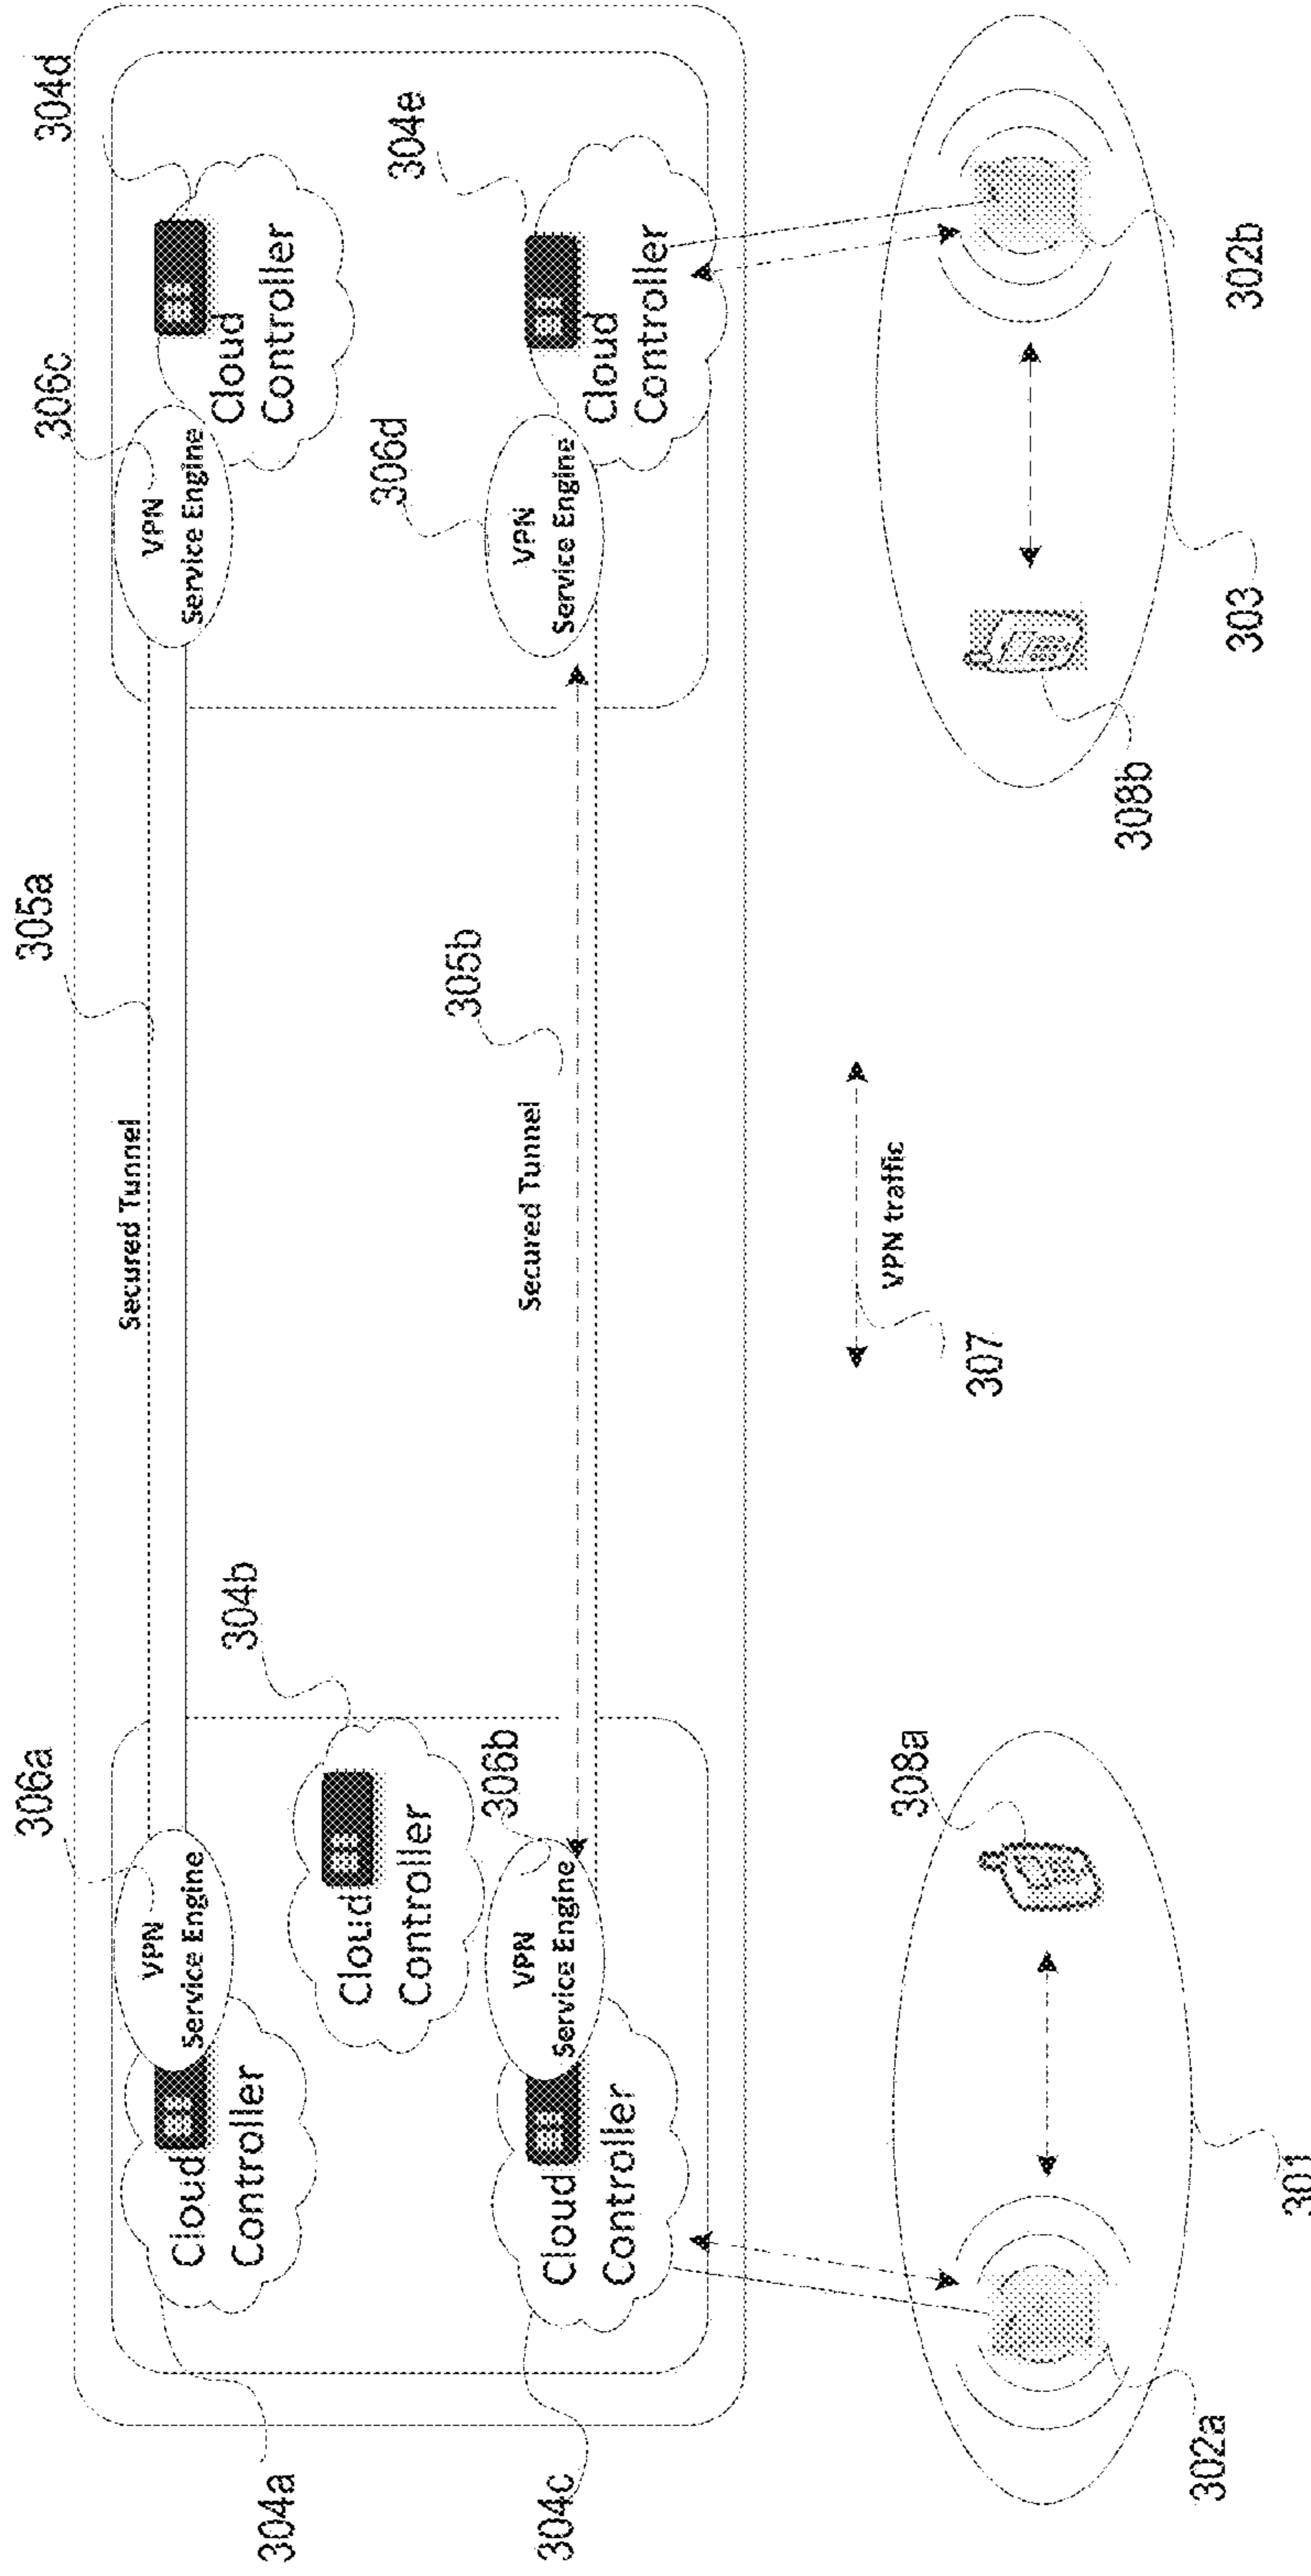 306a
305a
306c
304d
Secured Tunnel
VPN
Service Engine
VPN
Service Engine
Cloud
Controller
Cloud
Controller
304a
304b
Cloud
Controller
306b
305b
306d
304e
Secured Tunnel
VPN
Service Engine
VPN
Service Engine
Cloud
Controller
Cloud
Controller
304c
VPN traffic
307
308a
308b
302a
301
303
302b